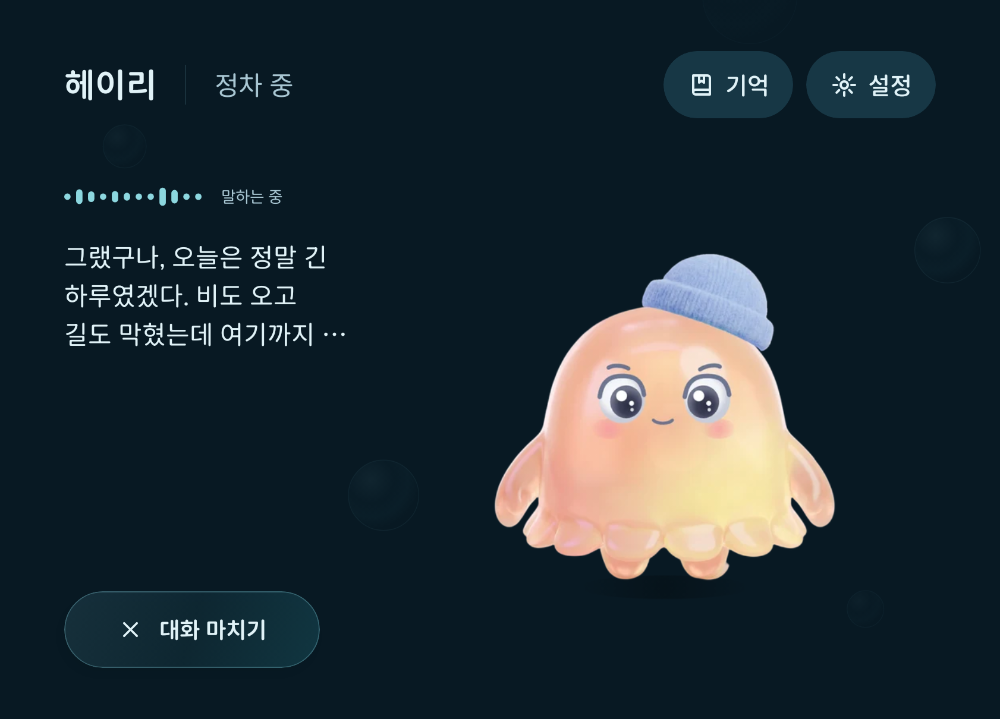 헤이리
정차 중
기억
설정
말하는 중
그랬구나, 오늘은 정말 긴
하루였겠다. 비도 오고
길도 막혔는데 여기까지 ···
대화 마치기